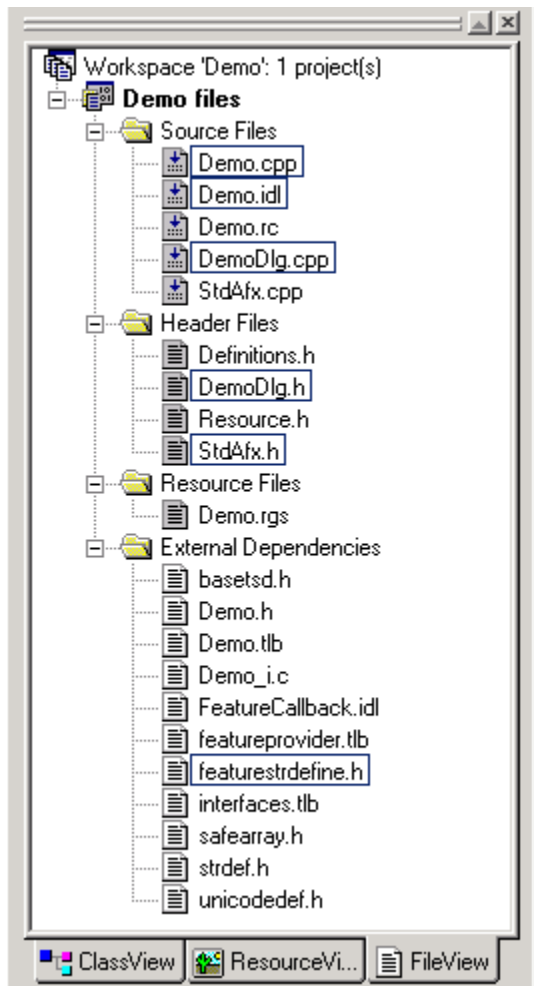 Workspace 'Demo': 1 project(s)
Demo files
Source Files
Demo.cpp
Demo.idl
Demo.rc
DemoDlg.cpp
StdAfx.cpp
Header Files
Definitions.h
DemoDlg.h
Resource.h
StdAfx.h
Resource Files
Demo.rgs
External Dependencies
basetsd.h
Demo.h
Demo.tlb
Demo_i.c
FeatureCallback.idl
featureprovider.tlb
featurestrdefine.h
interfaces.tlb
safearray.h
strdef.h
unicodedef.h
ClassView ResourceVi... FileView